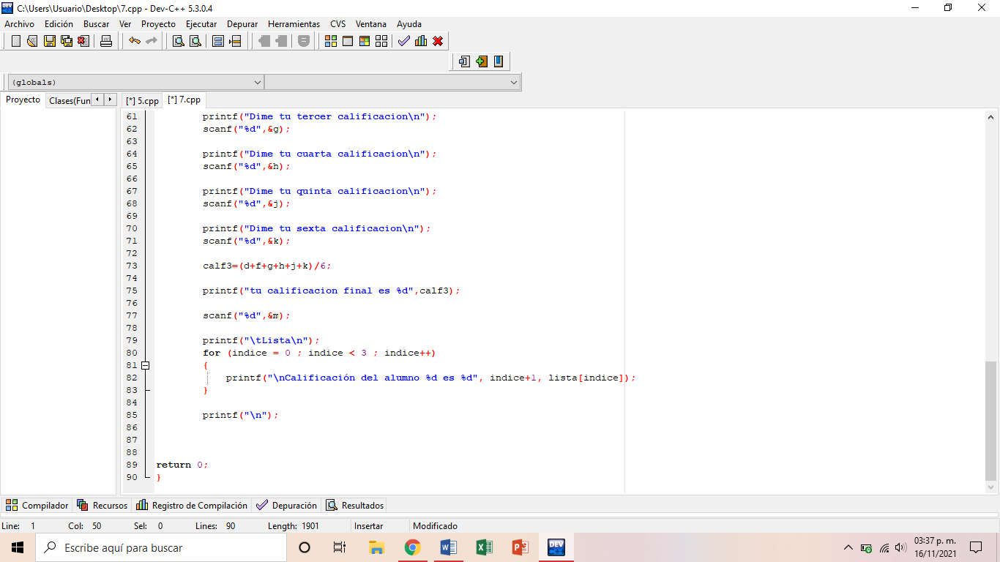 C:\Users\Usuario\Desktop\7.cpp - Dev-C++ 5.3.0.4
Archivo Edición Buscar Ver Proyecto Ejecutar Depurar Herramientas CVS Ventana Ayuda
(globals)
Proyecto Clases(Fun [*] 5.cpp [*] 7.cpp
61 printf("Dime tu tercer calificacion\n");
62 scanf("%d",&g);
63
64 printf("Dime tu cuarta calificacion\n");
65 scanf("%d",&h);
66
67 printf("Dime tu quinta calificacion\n");
68 scanf("%d",&j);
69
70 printf("Dime tu sexta calificacion\n");
71 scanf("%d",&k);
72
73 calf3=(d+f+g+h+j+k)/6;
74
75 printf("tu calificacion final es %d",calf3);
76
77 scanf("%d",&m);
78
79 printf("\tLista\n");
80 for (indice = 0 ; indice < 3 ; indice++)
81 {
82 printf("\nCalificación del alumno %d es %d", indice+1, lista[indice]);
83 }
84
85 printf("\n");
86
87
88
89 return 0;
90 }
Compilador Recursos Registro de Compilación Depuración Resultados
Line: 1 Col: 50 Sel: 0 Lines: 90 Length: 1901 Insertar Modificado
Escribe aquí para buscar
DEV
03:37 p. m.
16/11/2021